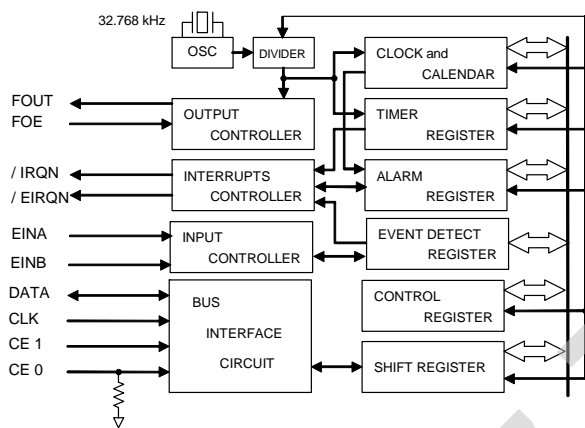 32.768 kHz
OSC
DIVIDER
CLOCK and
CALENDAR
FOUT
FOE
OUTPUT
CONTROLLER
TIMER
REGISTER
/ IRQN
/ EIRQN
INTERRUPTS
CONTROLLER
ALARM
REGISTER
EINA
EINB
INPUT
CONTROLLER
EVENT DETECT
REGISTER
DATA
CLK
CE 1
CE 0
BUS
INTERFACE
CIRCUIT
CONTROL
REGISTER
SHIFT REGISTER